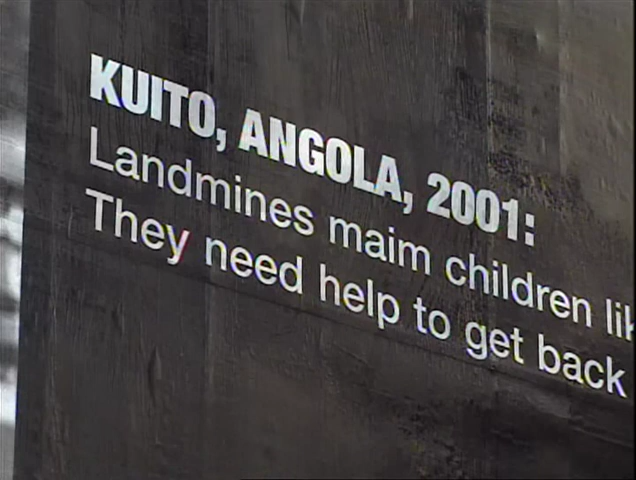 KUITO, ANGOLA, 2001:
Landmines maim children
They need help to get back